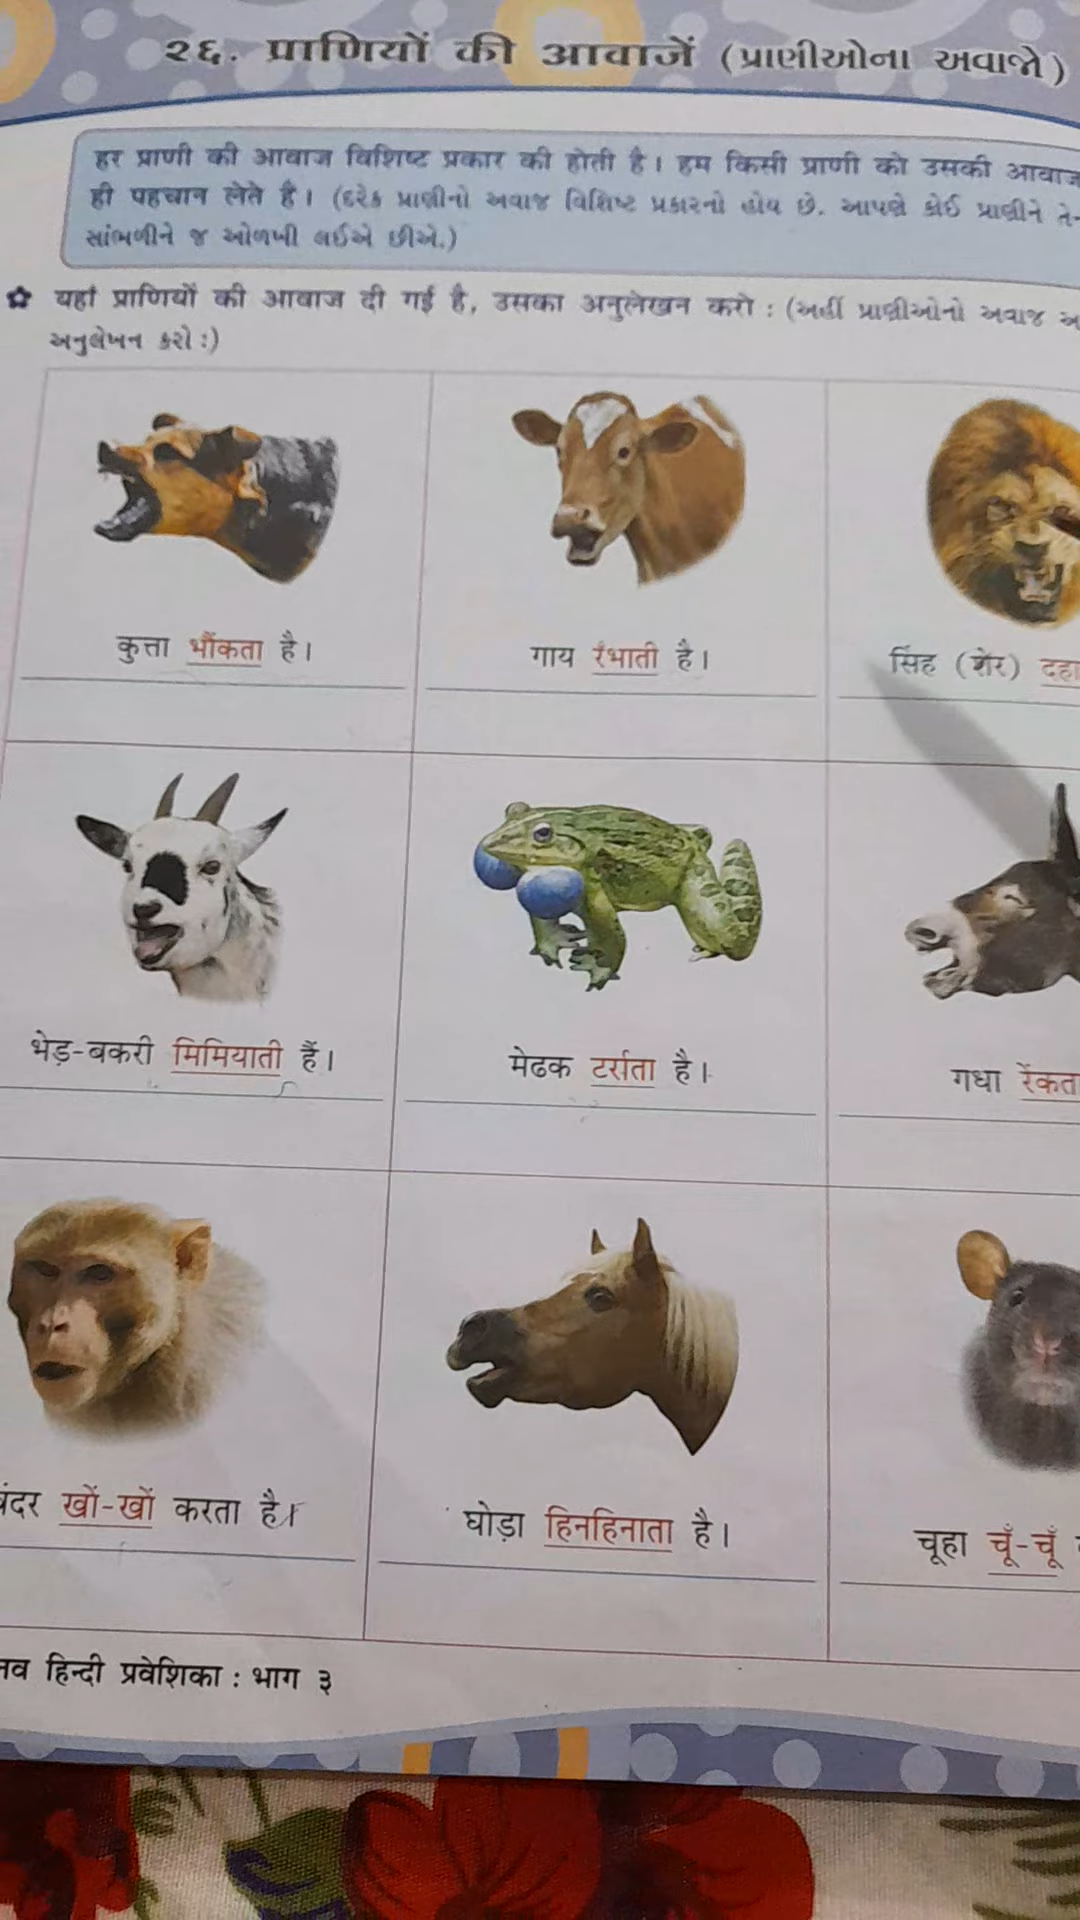 २६. प्राणियों की आवाजें (પ્રાણીઓના અવાજો)
हर प्राणी की आवाज विशिष्ट प्रकार की होती है। हम किसी प्राणी को उसकी आवाज
ही पहचान लेते है। (દરેક પ્રાણીનો અવાજ વિશિષ્ટ પ્રકારનો હોય છે. આપણે કોઈ પ્રાણીને
સાંભળીને જ ઓળખી લઈએ છીએ.)
यहाँ प्राणियों की आवाज दी गई है, उसका अनुलेखन करो : (અહીં પ્રાણીઓનો અવાજ
અનુલેખન કરો :)
कुत्ता भौंकता है।
गाय रँभाती है।
सिंह (शेर)
भेड़-बकरी मिमियाती हैं।
मेढक टर्राता है।
गधा रेंकता
बंदर खों-खों करता है।
घोड़ा हिनहिनाता है।
चूहा चूँ-चूँ
हिन्दी प्रवेशिका : भाग ३